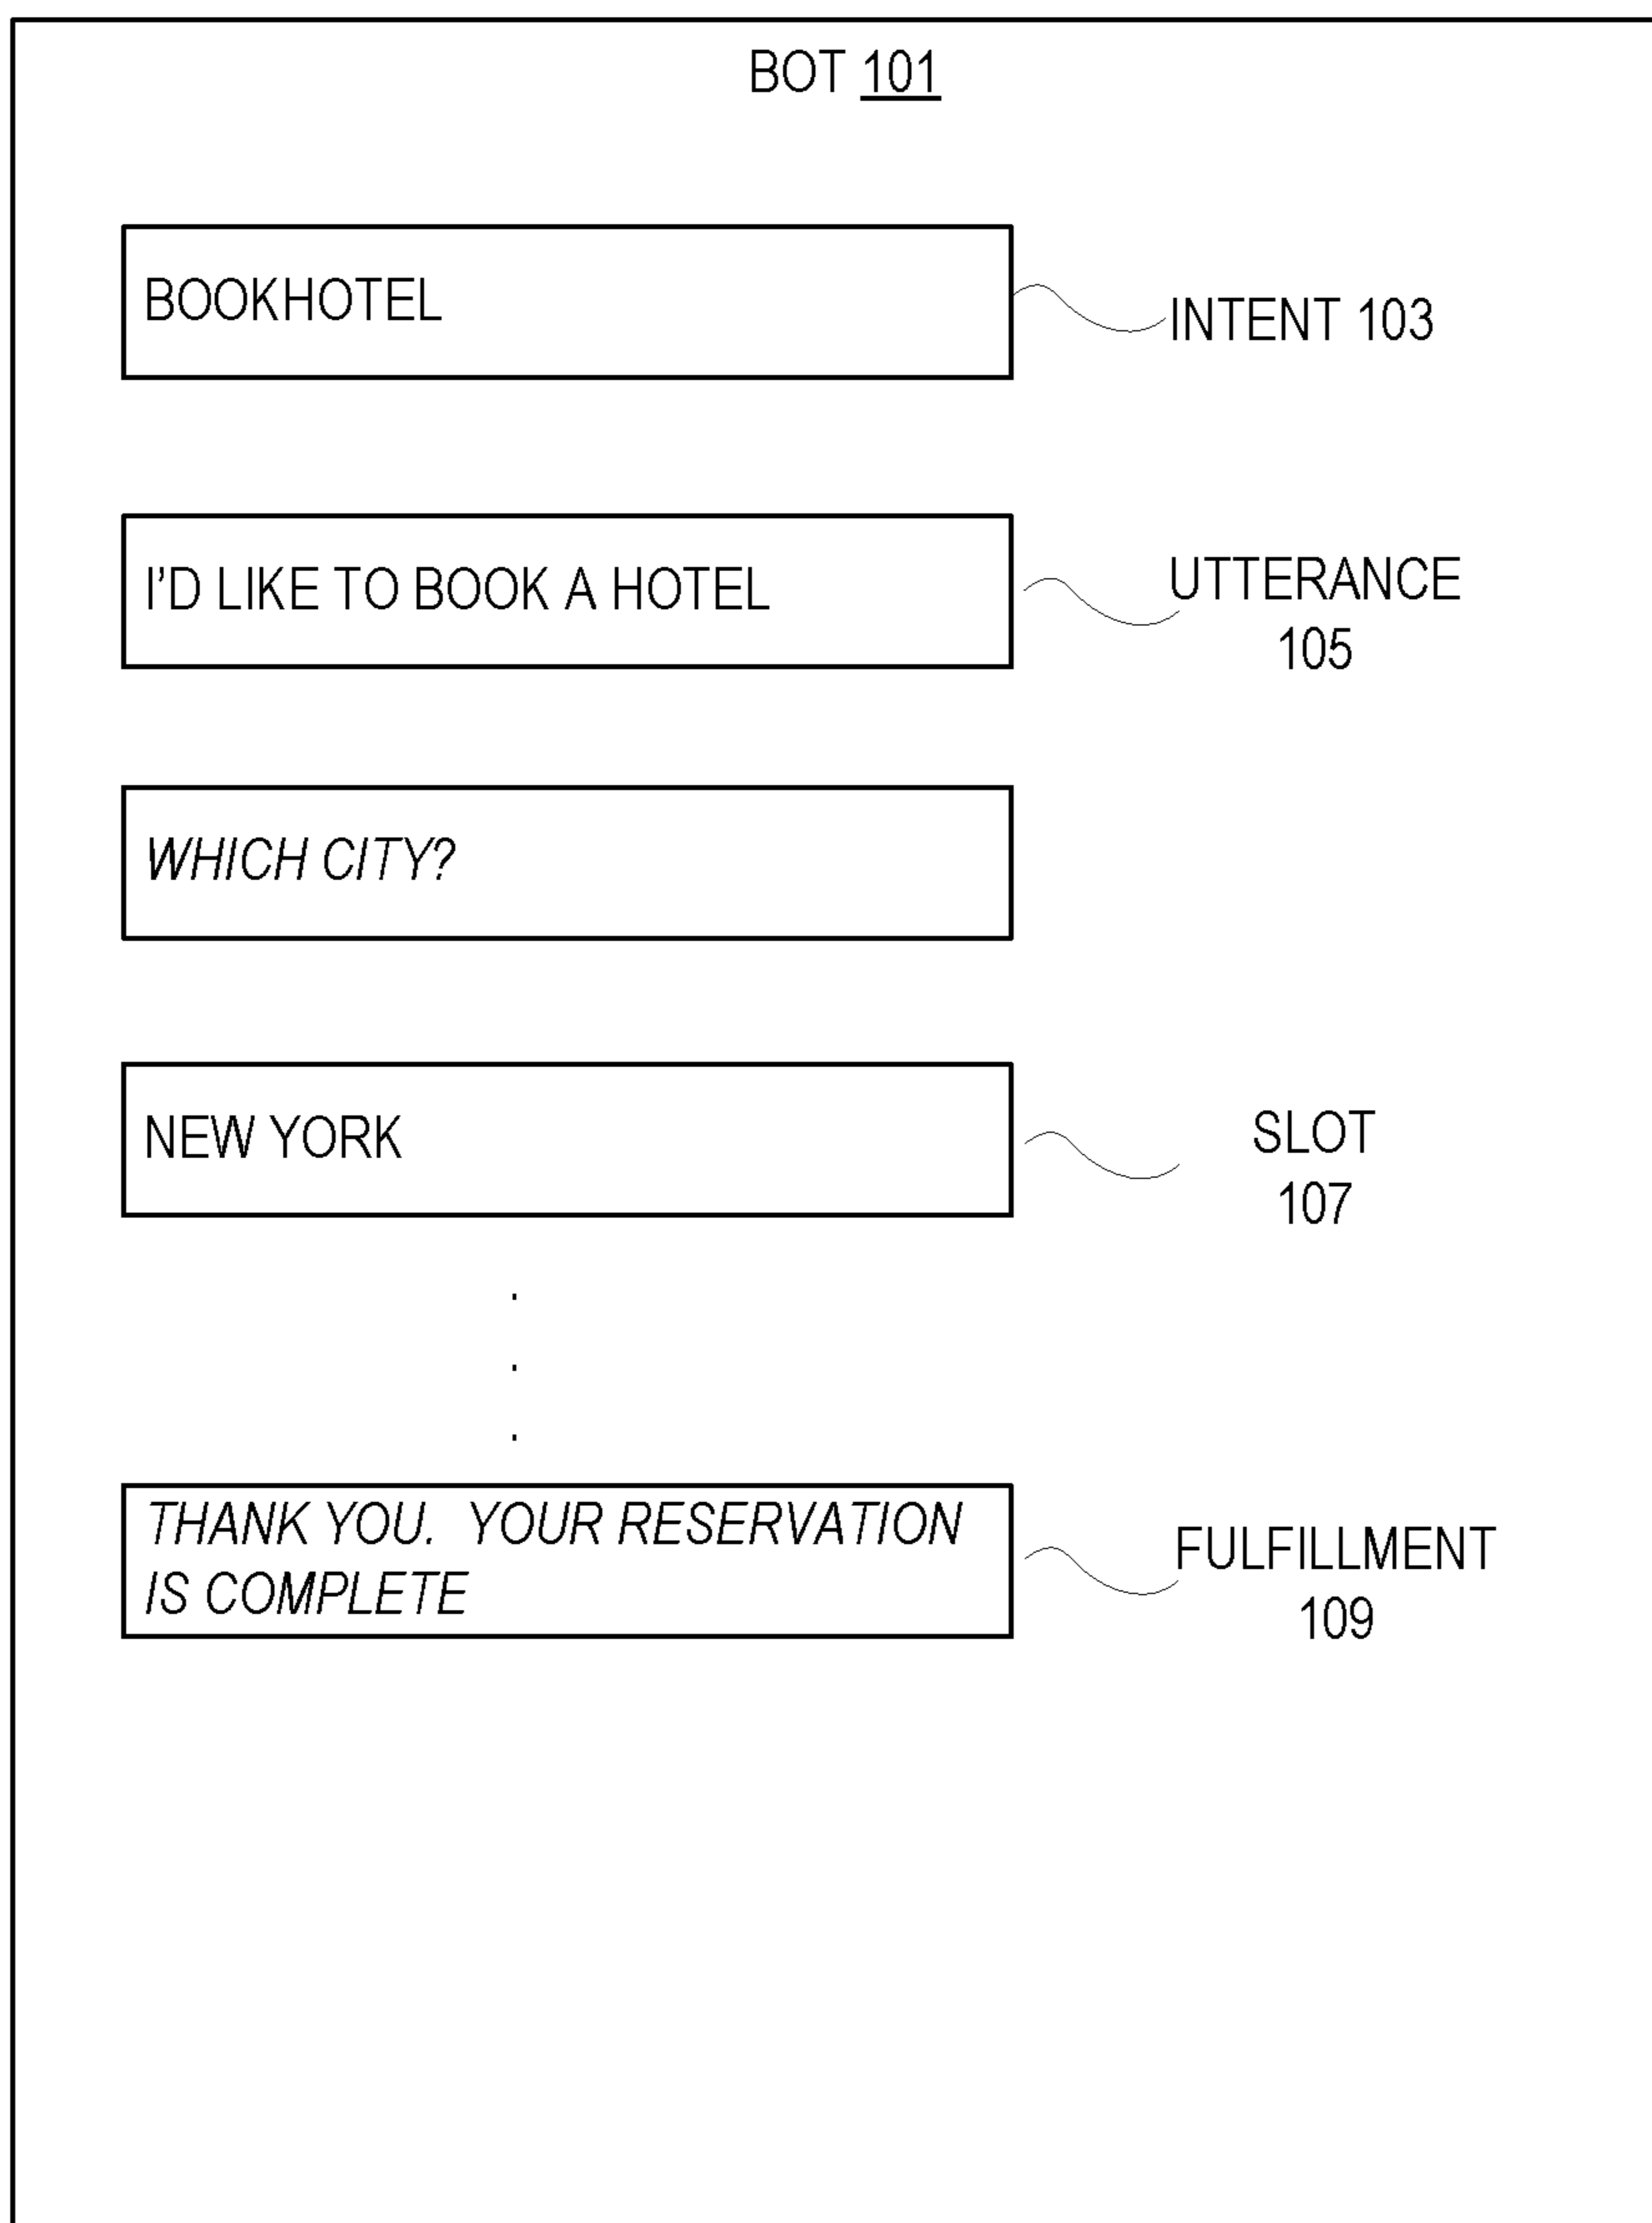 BOT 101
BOOKHOTEL
INTENT 103
I'D LIKE TO BOOK A HOTEL
UTTERANCE
105
WHICH CITY?
NEW YORK
SLOT
107
.
.
.
THANK YOU.  YOUR RESERVATION
IS COMPLETE
FULFILLMENT
109